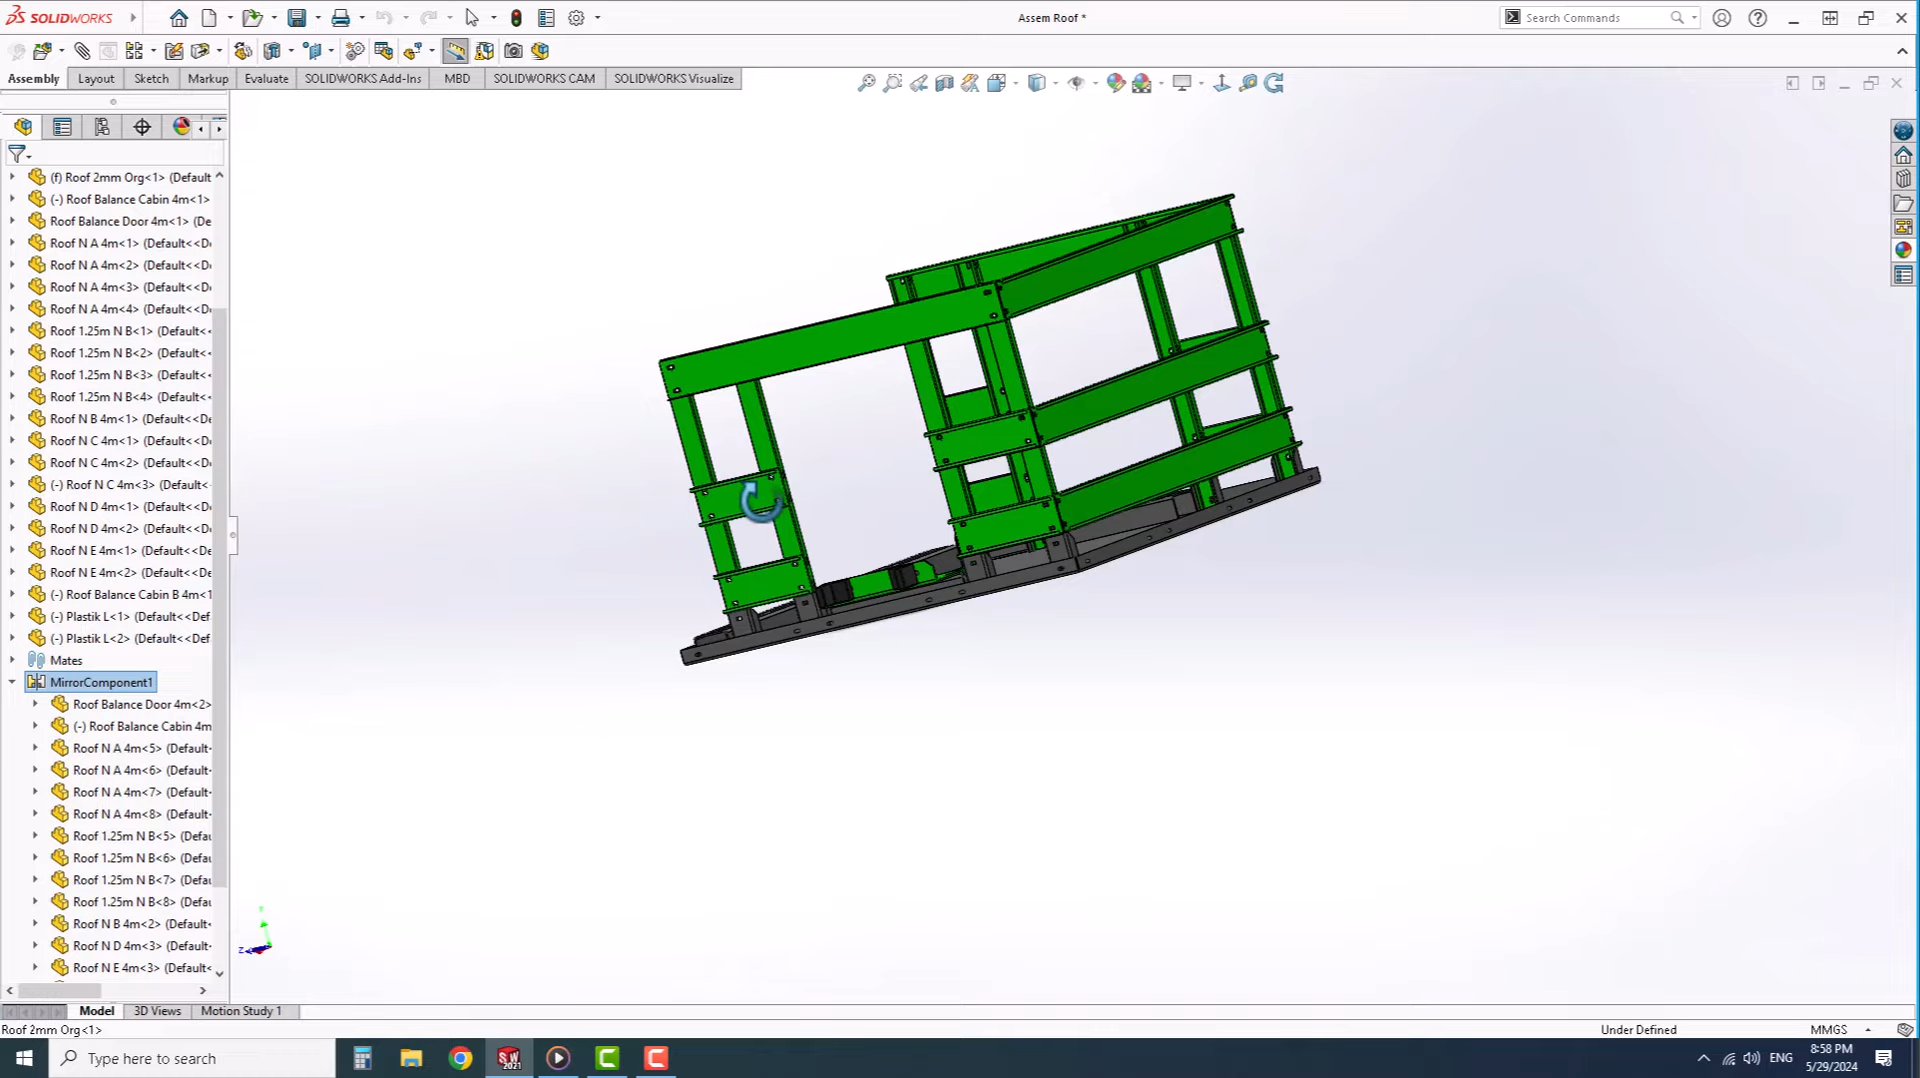 SOLIDWORKS
Assem Roof *
Search Commands
Assembly
Layout
Sketch
Markup
Evaluate
SOLIDWORKS Add-Ins
MBD
SOLIDWORKS CAM
SOLIDWORKS Visualize
(f) Roof 2mm Org<1> (Default
(-) Roof Balance Cabin 4m<1>
Roof Balance Door 4m<1> (De
Roof N A 4m<1> (Default<<D
Roof N A 4m<2> (Default<<D
Roof N A 4m<3> (Default<<D
Roof N A 4m<4> (Default<<D
Roof 1.25m N B<1> (Default<<
Roof 1.25m N B<2> (Default<<
Roof 1.25m N B<3> (Default<<
Roof 1.25m N B<4> (Default<<
Roof N B 4m<1> (Default<<D
Roof N C 4m<1> (Default<<D
Roof N C 4m<2> (Default<<D
(-) Roof N C 4m<3> (Default<
Roof N D 4m<1> (Default<<D
Roof N D 4m<2> (Default<<D
Roof N E 4m<1> (Default<<D
Roof N E 4m<2> (Default<<D
(-) Roof Balance Cabin B 4m<1
(-) Plastik L<1> (Default<<Def
(-) Plastik L<2> (Default<<Def
Mates
MirrorComponent1
Roof Balance Door 4m<2>
(-) Roof Balance Cabin 4m
Roof N A 4m<5> (Default
Roof N A 4m<6> (Default
Roof N A 4m<7> (Default
Roof N A 4m<8> (Default
Roof 1.25m N B<5> (Defau
Roof 1.25m N B<6> (Defau
Roof 1.25m N B<7> (Defau
Roof 1.25m N B<8> (Defau
Roof N B 4m<2> (Default<
Roof N D 4m<3> (Default
Roof N E 4m<3> (Default<
Z
Y
Model
3D Views
Motion Study 1
Roof 2mm Org<1>
Under Defined
MMGS
Type here to search
SW
2021
ENG
8:58 PM
5/29/2024